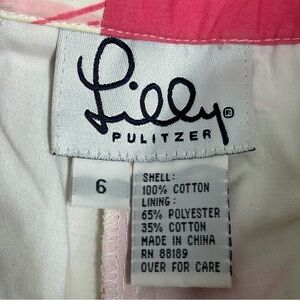 Lilly®
PULITZER
6
SHELL:
100% COTTON
LINING:
65% POLYESTER
35% COTTON
MADE IN CHINA
RN 88189
OVER FOR CARE